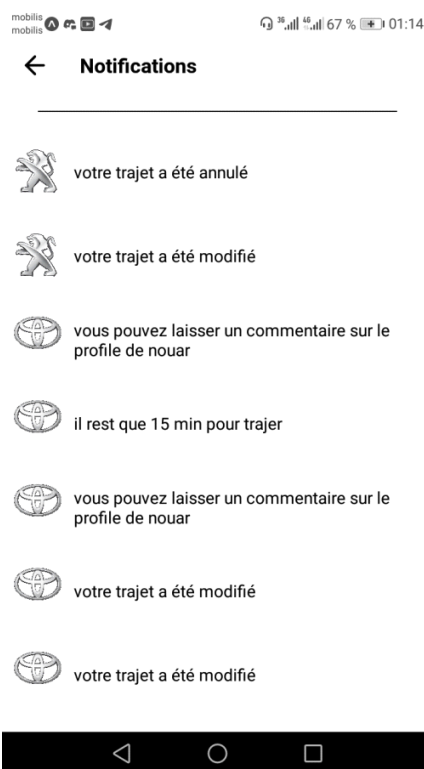 mobilis
mobilis 3G 4G 67 % 01:14
Notifications
votre trajet a été annulé
votre trajet a été modifié
vous pouvez laisser un commentaire sur le
profile de nouar
il rest que 15 min pour trajer
vous pouvez laisser un commentaire sur le
profile de nouar
votre trajet a été modifié
votre trajet a été modifié